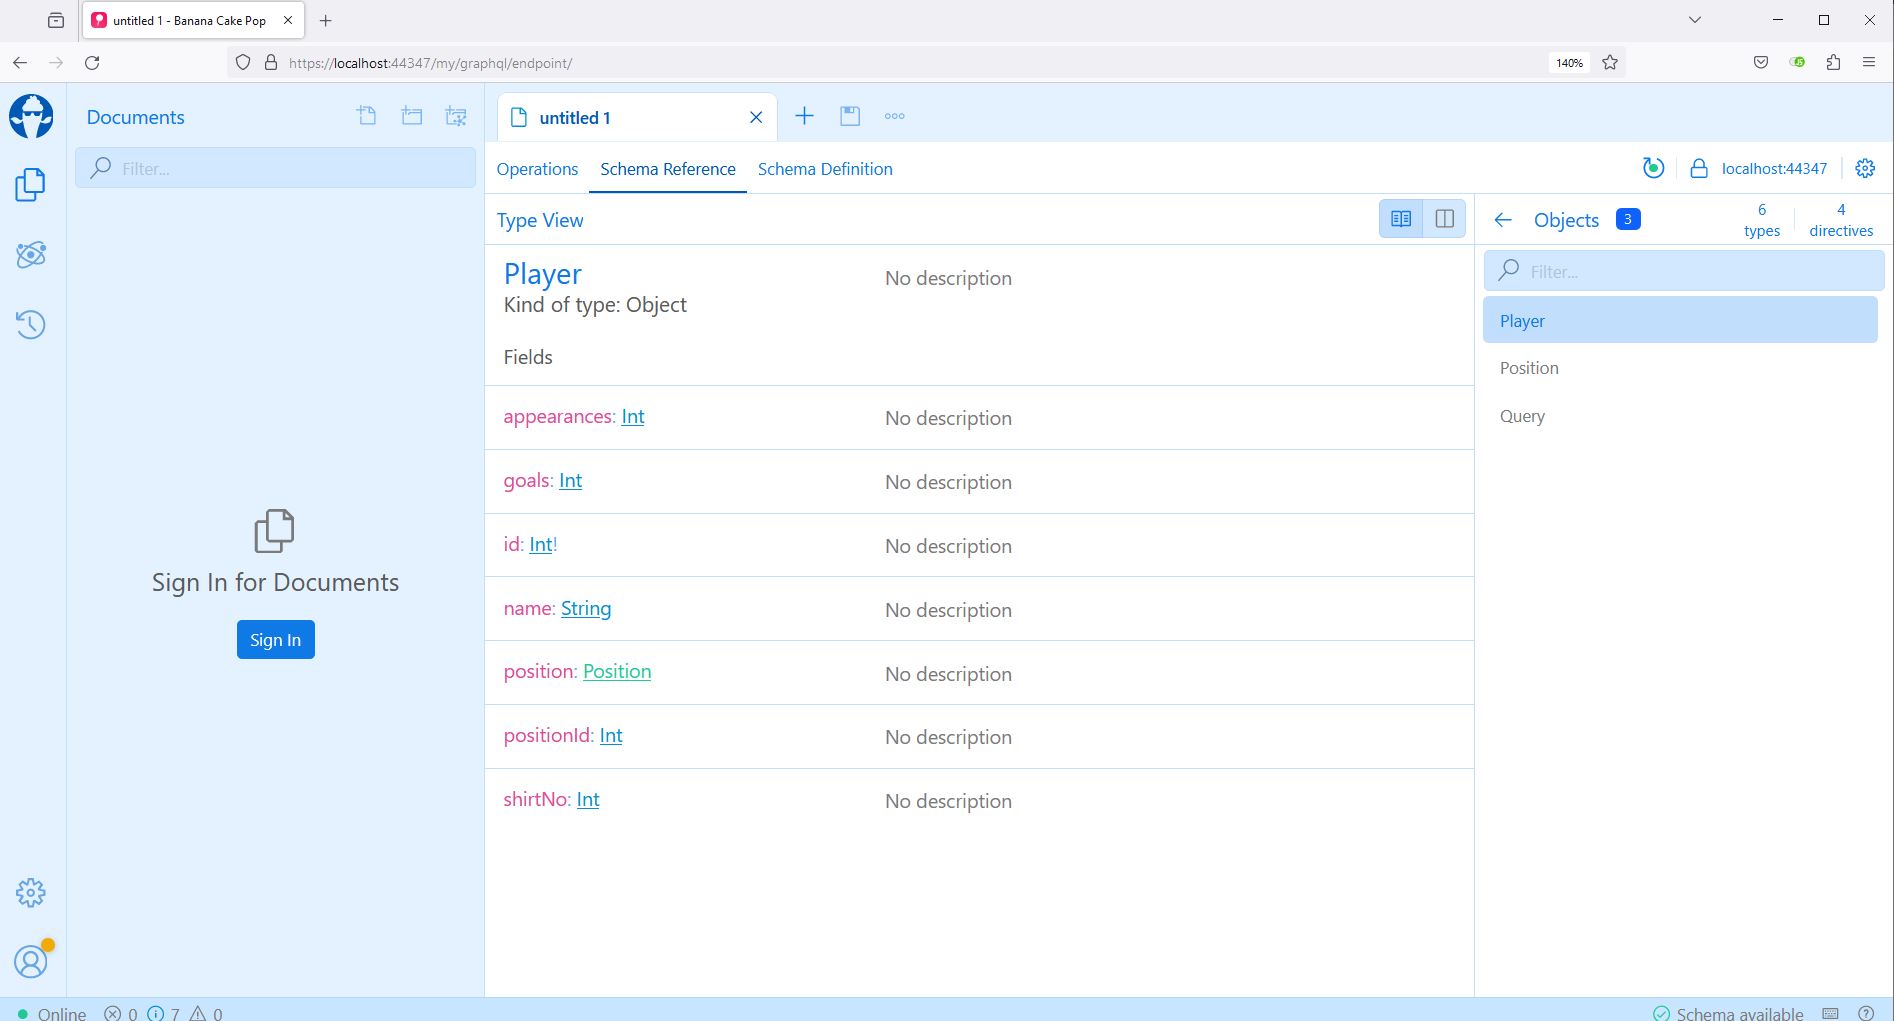 untitled 1 - Banana Cake Pop
https://localhost:44347/my/graphql/endpoint/
140%
Documents
Filter...
Sign In for Documents
Sign In
untitled 1
Operations Schema Reference Schema Definition
localhost:44347
Type View
Player
Kind of type: Object
No description
Fields
appearances: Int No description
goals: Int No description
id: Int! No description
name: String No description
position: Position No description
positionId: Int No description
shirtNo: Int No description
Objects 3
6 types
4 directives
Filter...
Player
Position
Query
Online 0 7 0
Schema available